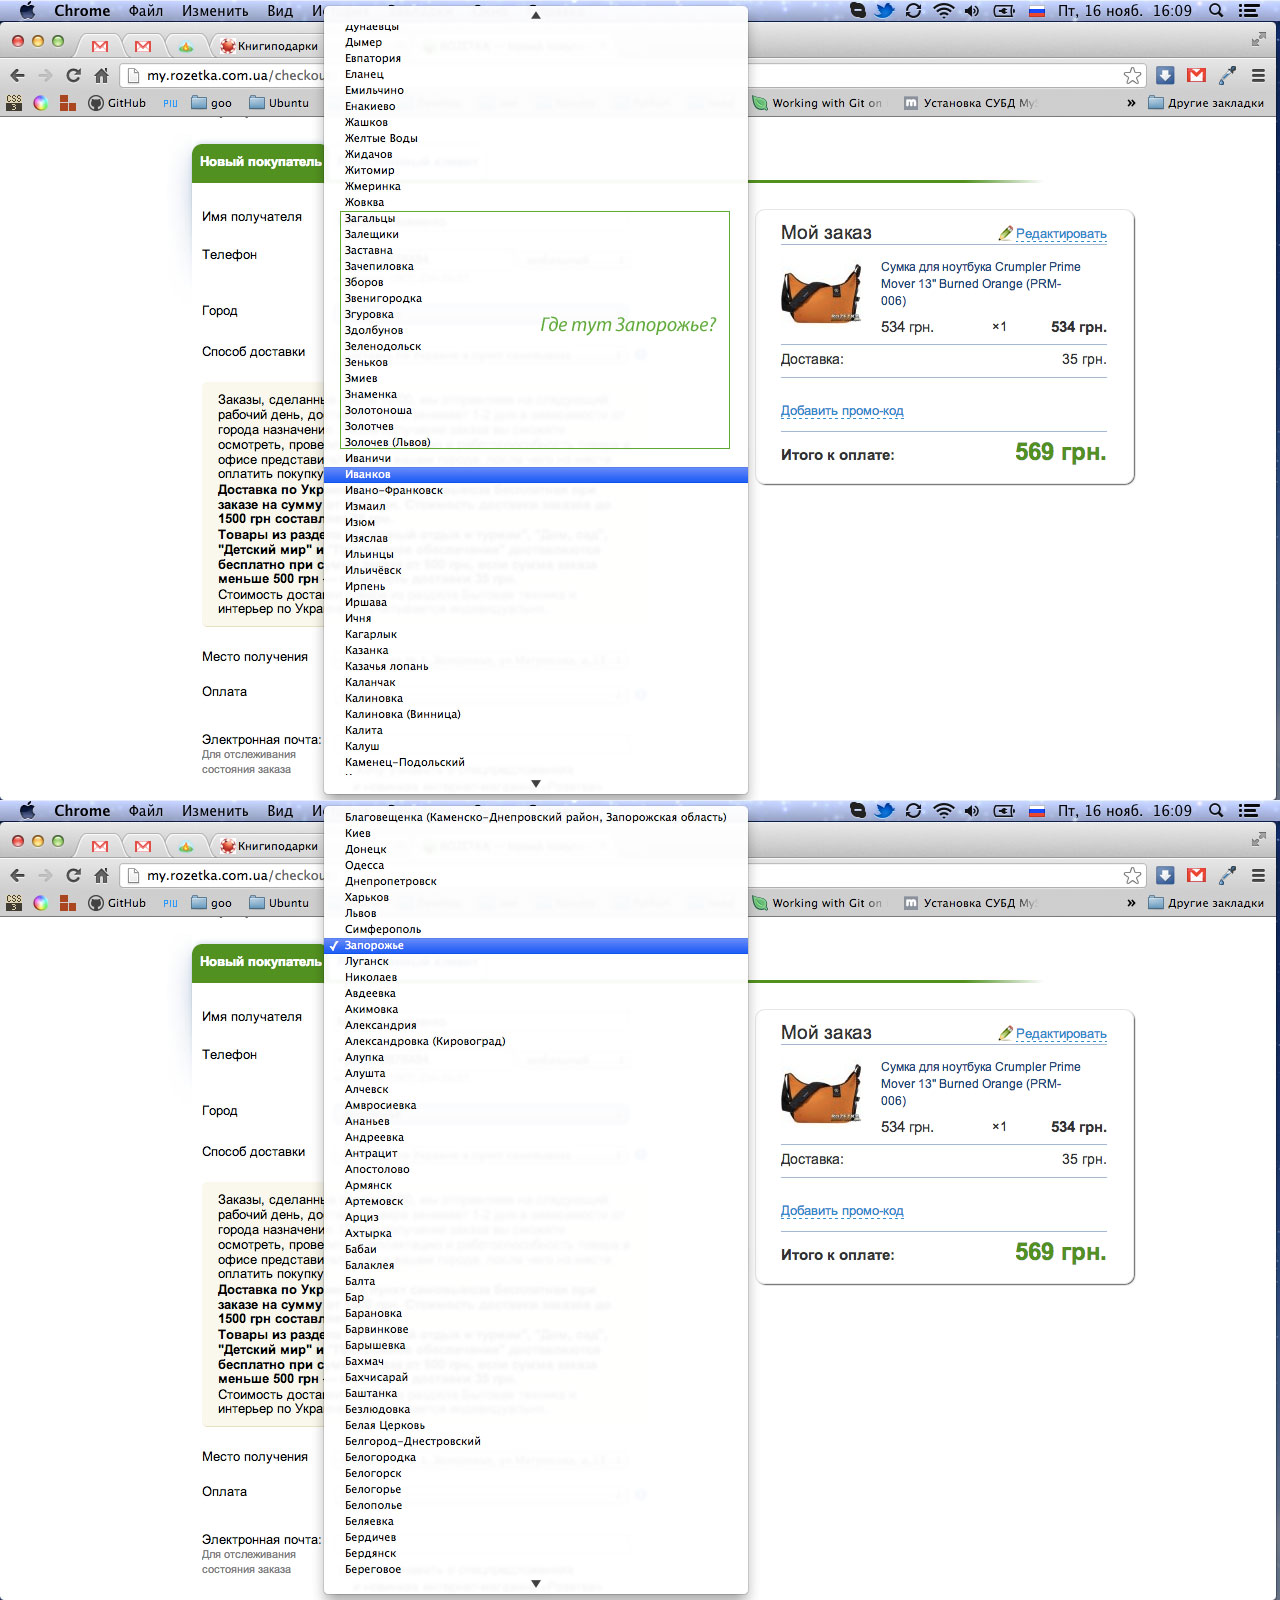 Chrome Файл Изменить Вид Пт, 16 нояб. 16:09
Книгиподарки
my.rozetka.com.ua/checkou
GitHub PIU goo Ubuntu Working with Git on Установка СУБД My » Другие закладки
Дунаевцы
Дымер
Евпатория
Еланец
Емильчино
Енакиево
Жашков
Желтые Воды
Жидачов
Житомир
Жмеринка
Жовква
Загальцы
Залещики
Заставна
Зачепиловка
Зборов
Звенигородка
Згуровка
Здолбунов
Зеленодольск
Зеньков
Змиев
Знаменка
Золотоноша
Золотчев
Золочев (Львов)
Где тут Запорожье?
Иваничи
Иванков
Ивано-Франковск
Измаил
Изюм
Изяслав
Ильинцы
Ильичёвск
Ирпень
Иршава
Ичня
Кагарлык
Казанка
Казачья лопань
Каланчак
Калиновка
Калиновка (Винница)
Калита
Калуш
Каменец-Подольский
Новый покупатель
Имя получателя
Телефон
Город
Способ доставки
Заказы, сделанны
рабочий день, до
города назначени
осмотреть, прове
офисе представи
оплатить покупку
Доставка по Укр
заказе на сумму
1500 грн составл
Товары из разде
"Детский мир" и
бесплатно при с
меньше 500 грн
Стоимость доста
интерьер по Укра
Место получения
Оплата
Электронная почта:
Для отслеживания
состояния заказа
Мой заказ Редактировать
Сумка для ноутбука Crumpler Prime
Mover 13" Burned Orange (PRM-
006)
534 грн. ×1 534 грн.
Доставка: 35 грн.
Добавить промо-код
Итого к оплате: 569 грн.
Chrome Файл Изменить Вид Пт, 16 нояб. 16:09
Книгиподарки
my.rozetka.com.ua/checkou
GitHub PIU goo Ubuntu Working with Git on Установка СУБД My » Другие закладки
Благовещенка (Каменско-Днепровский район, Запорожская область)
Киев
Донецк
Одесса
Днепропетровск
Харьков
Львов
Симферополь
✓ Запорожье
Луганск
Николаев
Авдеевка
Акимовка
Александрия
Александровка (Кировоград)
Алупка
Алушта
Алчевск
Амвросиевка
Ананьев
Андреевка
Антрацит
Апостолово
Армянск
Артемовск
Арциз
Ахтырка
Бабаи
Балаклея
Балта
Бар
Барановка
Барвинкове
Барышевка
Бахмач
Бахчисарай
Баштанка
Безлюдовка
Белая Церковь
Белгород-Днестровский
Белогородка
Белогорск
Белогорье
Белополье
Беляевка
Бердичев
Бердянск
Береговое
Новый покупатель
Имя получателя
Телефон
Город
Способ доставки
Заказы, сделанны
рабочий день, до
города назначени
осмотреть, прове
офисе представи
оплатить покупку
Доставка по Укр
заказе на сумму
1500 грн составл
Товары из разде
"Детский мир" и
бесплатно при с
меньше 500 грн
Стоимость доста
интерьер по Укра
Место получения
Оплата
Электронная почта:
Для отслеживания
состояния заказа
Мой заказ Редактировать
Сумка для ноутбука Crumpler Prime
Mover 13" Burned Orange (PRM-
006)
534 грн. ×1 534 грн.
Доставка: 35 грн.
Добавить промо-код
Итого к оплате: 569 грн.